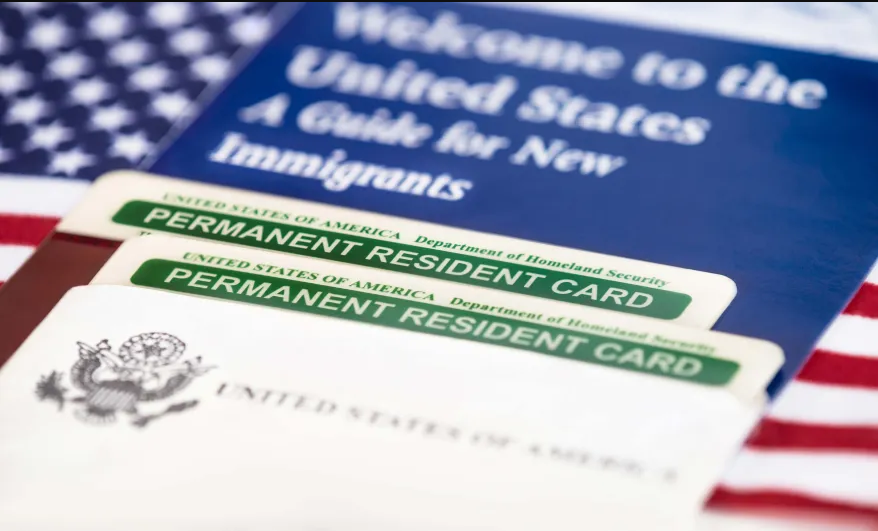 Welcome to the
United States
A Guide for New
Immigrants
UNITED STATES OF AMERICA Department of Homeland Security
PERMANENT RESIDENT CARD
UNITED STATES OF AMERICA Department of Homeland Security
PERMANENT RESIDENT CARD
UNITED STATES OF AMERICA